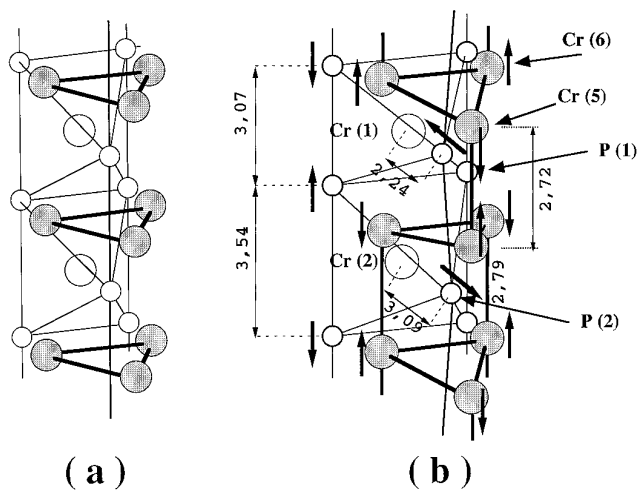 Cr (6)
Cr (5)
Cr (1)
P (1)
3,07
2,24
2,72
3,54
Cr (2)
2,79
3,09
P (2)
( a )
( b )